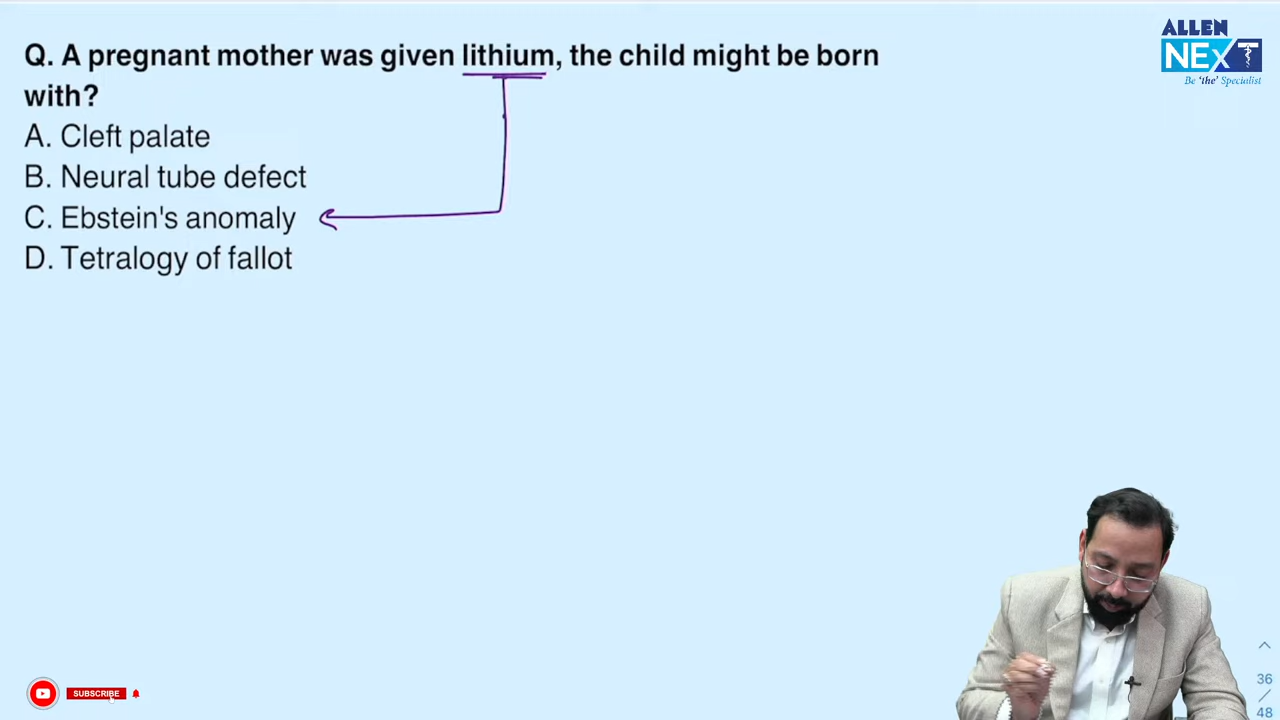 ALLEN
NEXT
Be 'the' Specialist
Q. A pregnant mother was given lithium, the child might be born
with?
A. Cleft palate
B. Neural tube defect
C. Ebstein's anomaly
D. Tetralogy of fallot
SUBSCRIBE
36
/
48